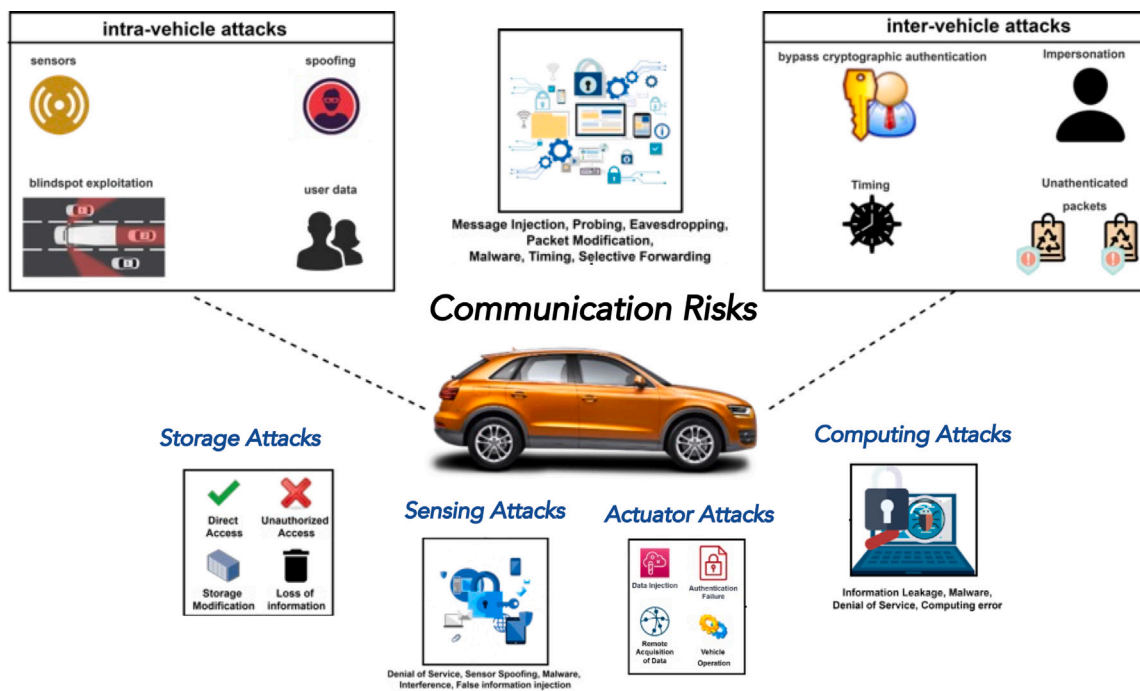 intra-vehicle attacks
sensors
spoofing
blindspot exploitation
user data
Message Injection, Probing, Eavesdropping,
Packet Modification,
Malware, Timing, Selective Forwarding
inter-vehicle attacks
bypass cryptographic authentication
Impersonation
Timing
Unathenticated
packets
Communication Risks
Storage Attacks
Direct
Access
Unauthorized
Access
Storage
Modification
Loss of
information
Sensing Attacks
Denial of Service, Sensor Spoofing, Malware,
Interference, False information injection
Actuator Attacks
Data Injection
Authentication
Failure
Remote
Acquisition
of Data
Vehicle
Operation
Computing Attacks
Information Leakage, Malware,
Denial of Service, Computing error